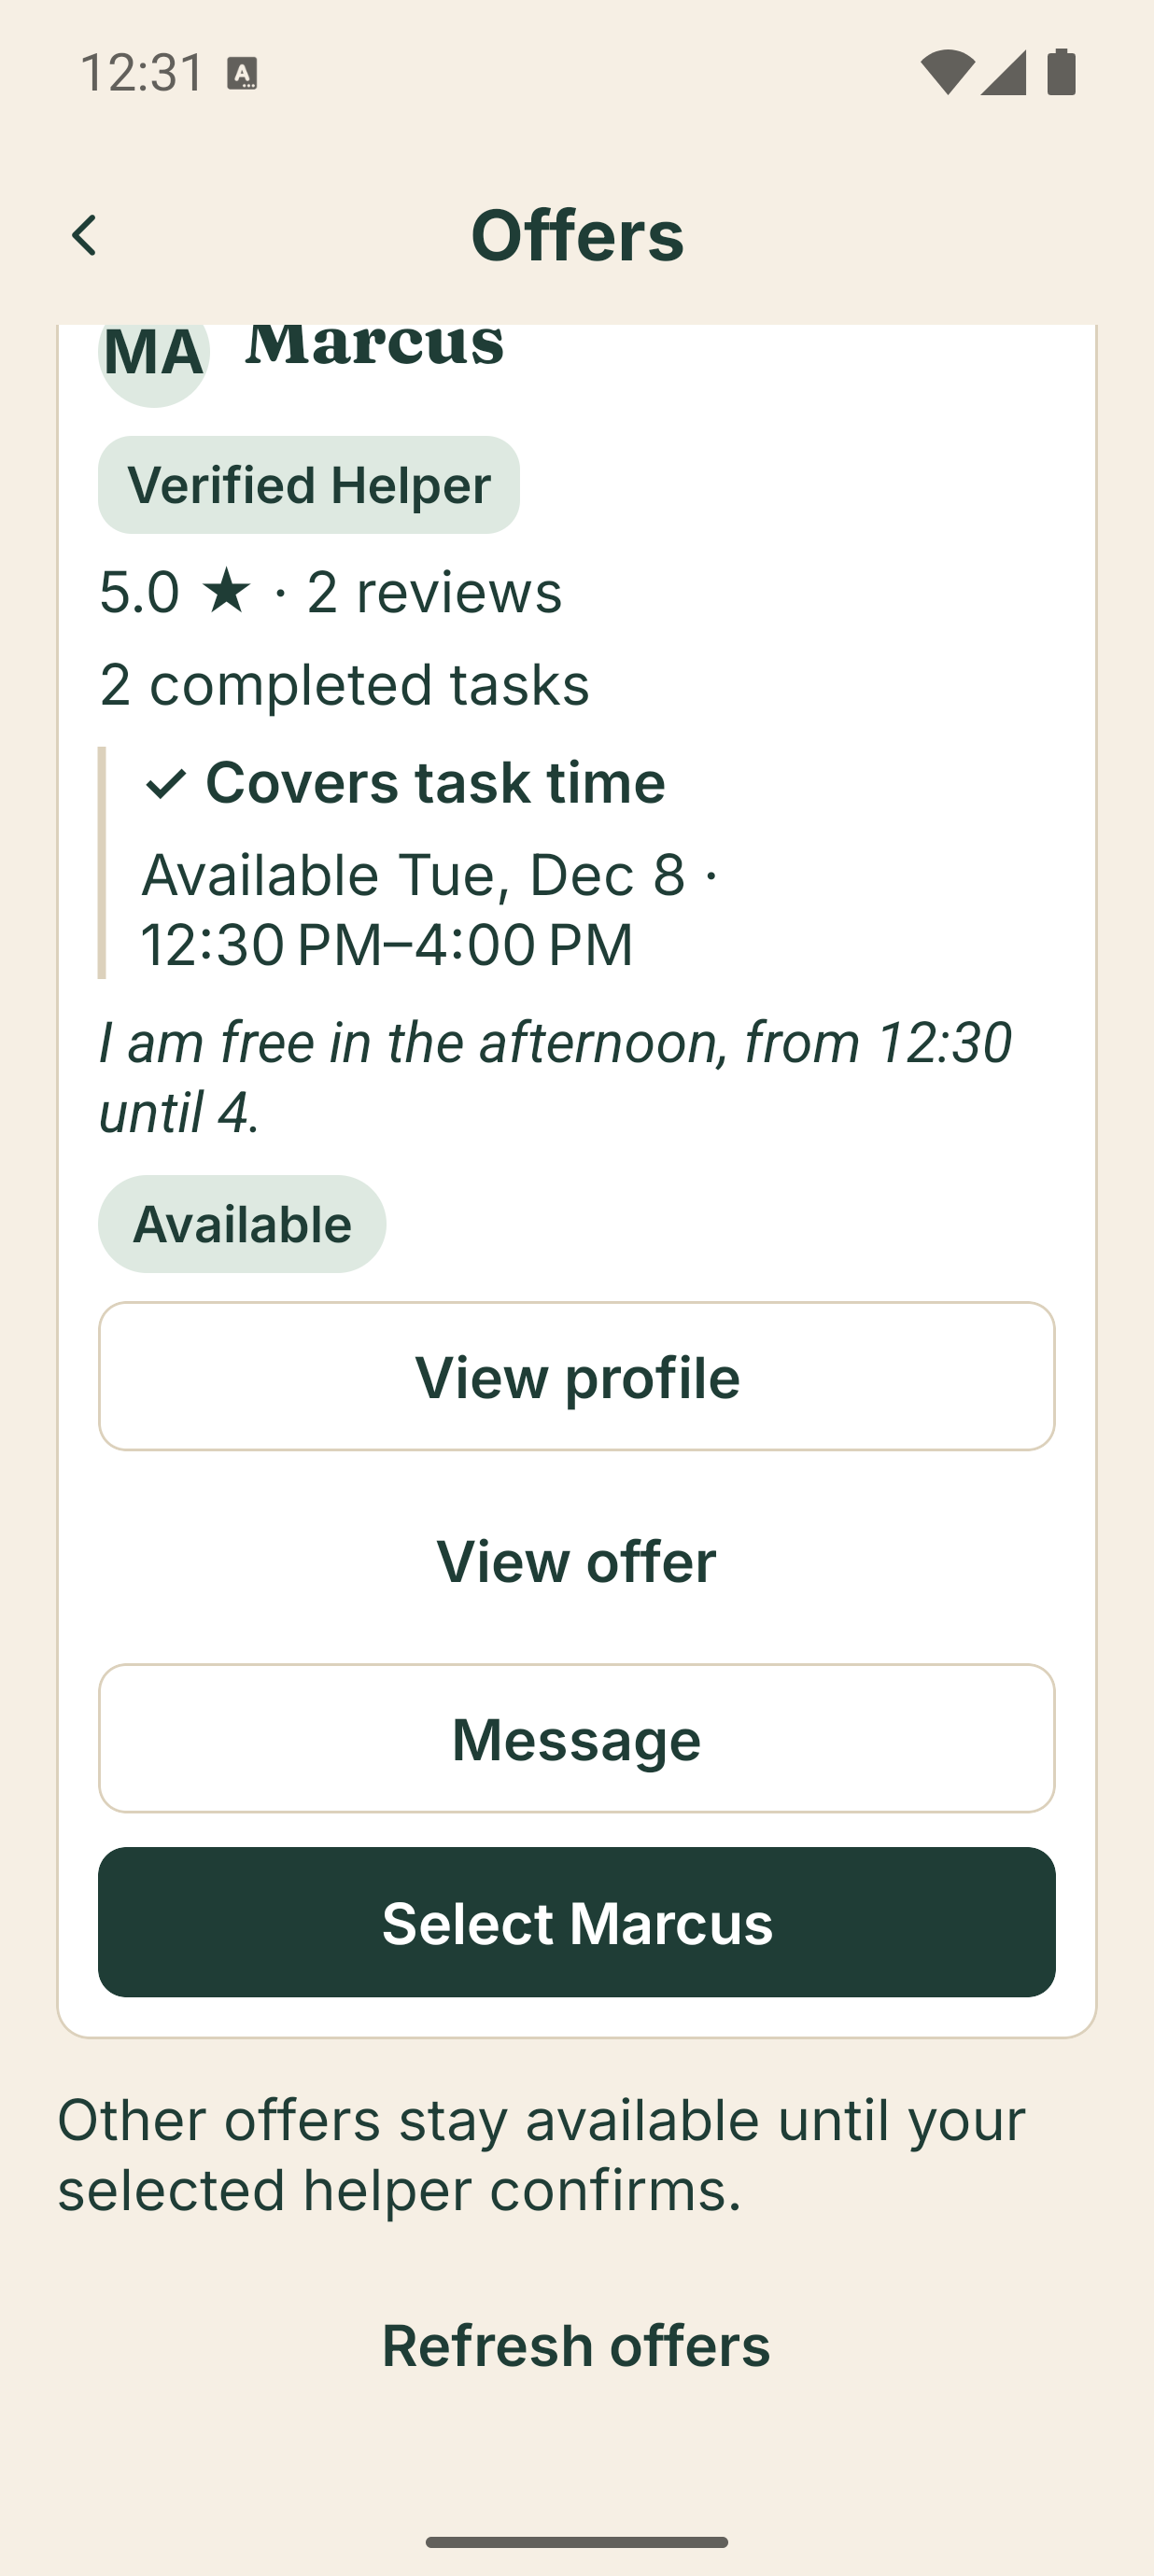 12:31
Offers
MA Marcus
Verified Helper
5.0 ★ · 2 reviews
2 completed tasks
✓ Covers task time
Available Tue, Dec 8 ·
12:30 PM–4:00 PM
I am free in the afternoon, from 12:30
until 4.
Available
View profile
View offer
Message
Select Marcus
Other offers stay available until your
selected helper confirms.
Refresh offers